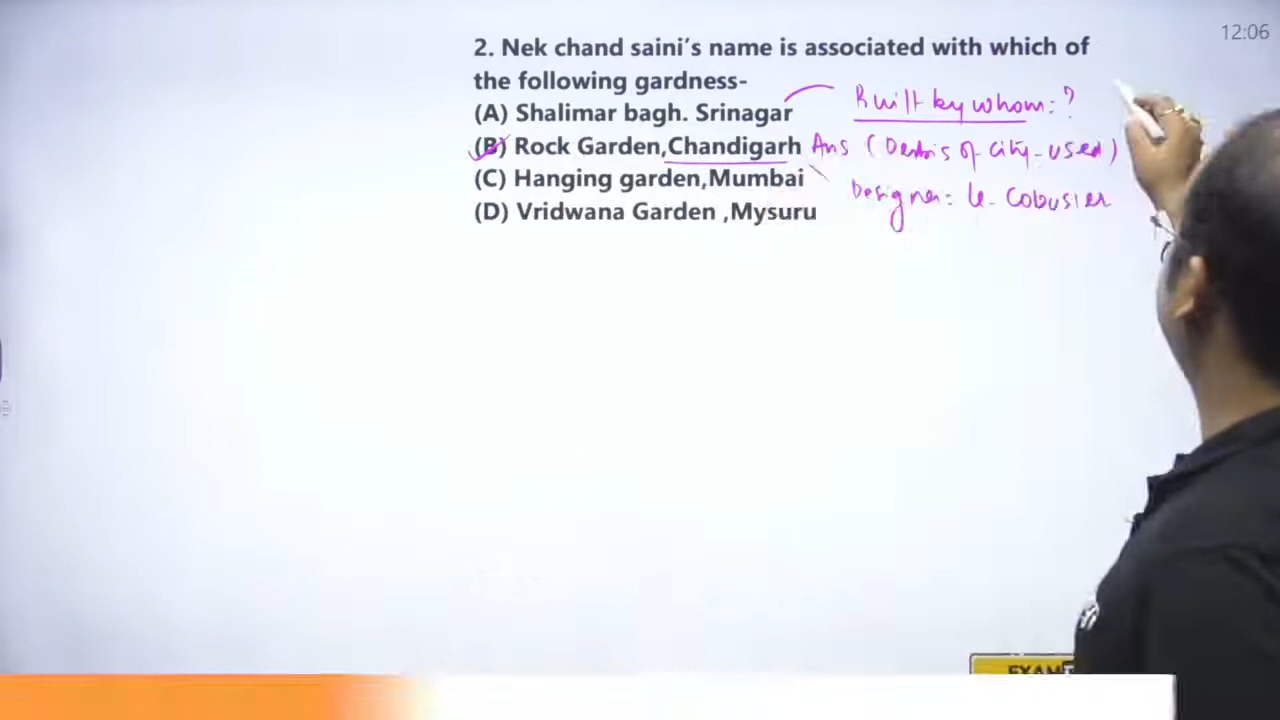 12:06
2. Nek chand saini's name is associated with which of
the following gardness-
(A) Shalimar bagh. Srinagar
Built by whom: ?
(B) Rock Garden,Chandigarh Ans (Debris of city-used)
(C) Hanging garden,Mumbai
Designer: Le-Cobusier
(D) Vridwana Garden ,Mysuru
EXAM